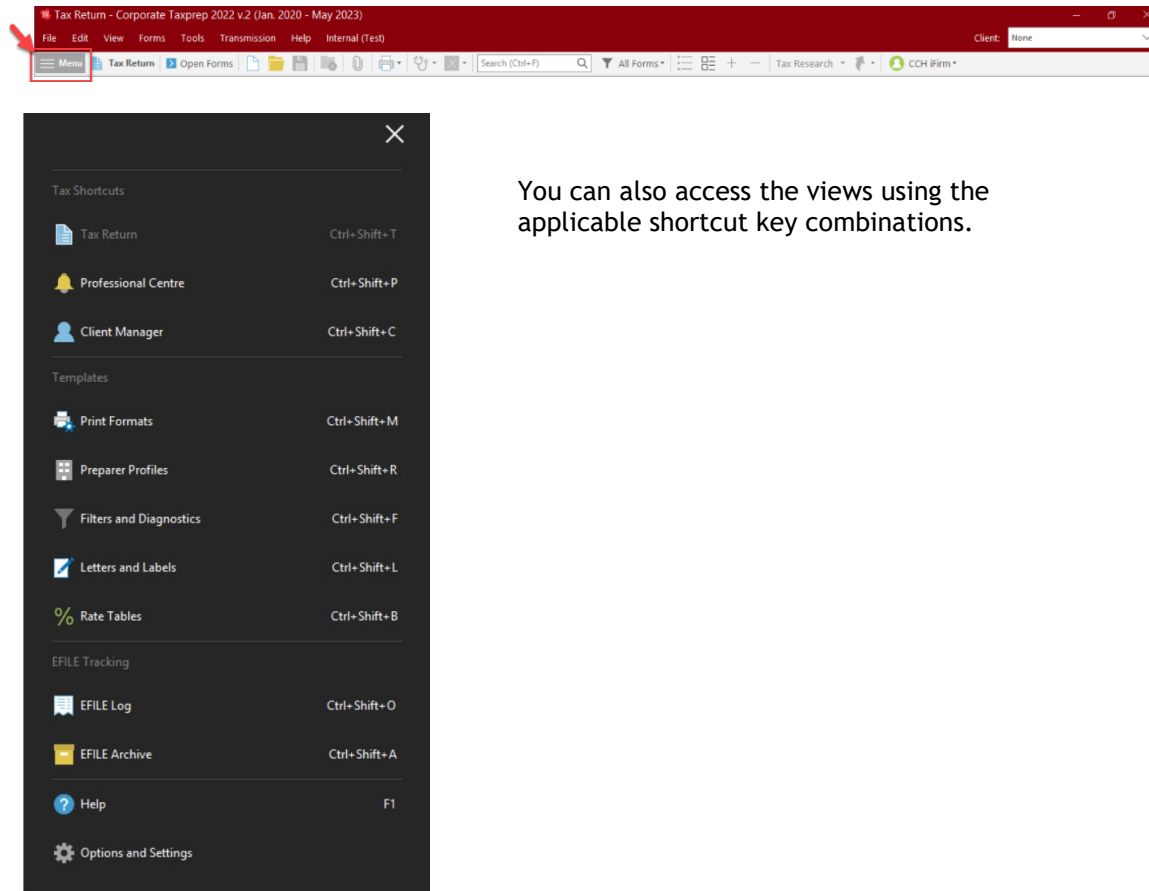 Tax Return - Corporate Taxprep 2022 v.2 (Jan. 2020 - May 2023)
File Edit View Forms Tools Transmission Help Internal (Test) Client: None
Menu Tax Return Open Forms Search (Ctrl+F) All Forms Tax Research CCH iFirm
Tax Shortcuts
Tax Return Ctrl+Shift+T
Professional Centre Ctrl+Shift+P
Client Manager Ctrl+Shift+C
Templates
Print Formats Ctrl+Shift+M
Preparer Profiles Ctrl+Shift+R
Filters and Diagnostics Ctrl+Shift+F
Letters and Labels Ctrl+Shift+L
Rate Tables Ctrl+Shift+B
EFILE Tracking
EFILE Log Ctrl+Shift+O
EFILE Archive Ctrl+Shift+A
Help F1
Options and Settings
You can also access the views using the
applicable shortcut key combinations.